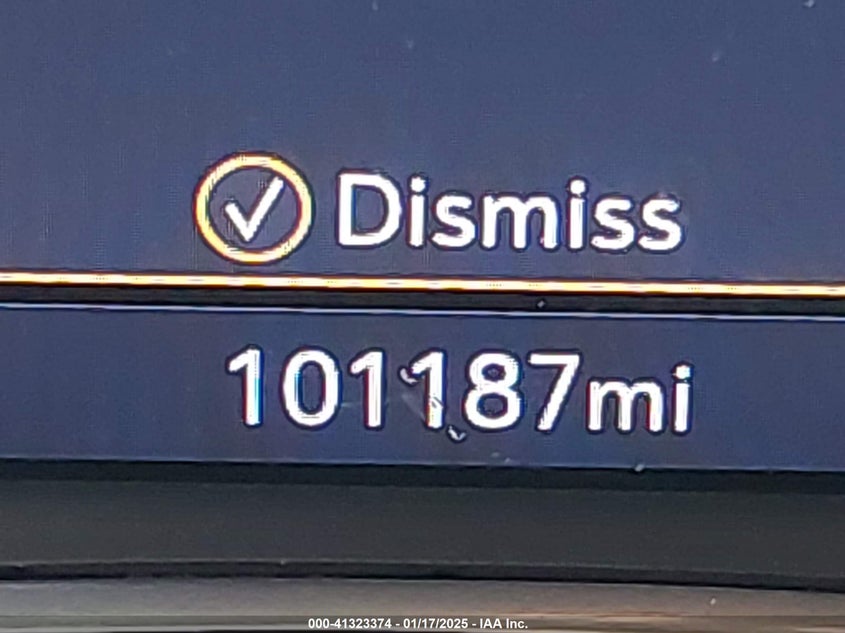 Dismiss
101187mi
000-41323374 - 01/17/2025 - IAA Inc.